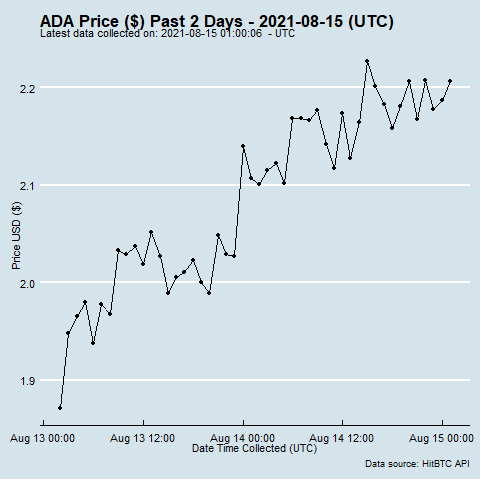 ADA Price ($) Past 2 Days - 2021-08-15 (UTC)
Latest data collected on: 2021-08-15 01:00:06  - UTC
2.2
2.1
2.0
1.9
Price USD ($)
Aug 13 00:00 Aug 13 12:00 Aug 14 00:00 Aug 14 12:00 Aug 15 00:00
Date Time Collected (UTC)
Data source: HitBTC API